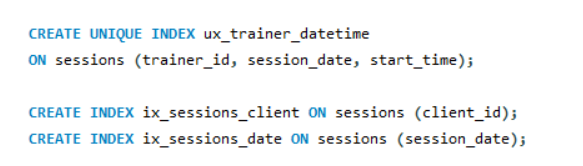 CREATE UNIQUE INDEX ux_trainer_datetime
ON sessions (trainer_id, session_date, start_time);
CREATE INDEX ix_sessions_client ON sessions (client_id);
CREATE INDEX ix_sessions_date ON sessions (session_date);